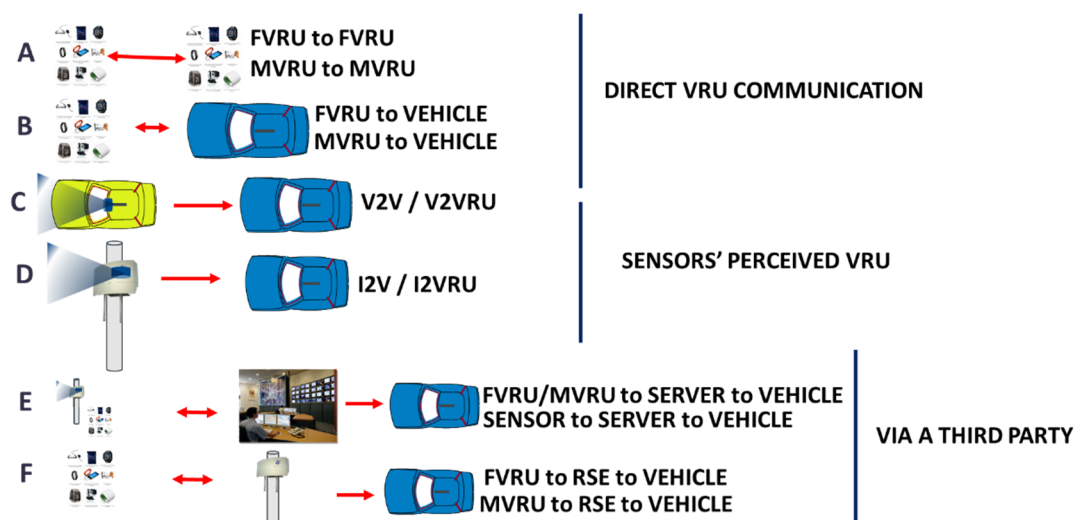 A
FVRU to FVRU
MVRU to MVRU
DIRECT VRU COMMUNICATION
B
FVRU to VEHICLE
MVRU to VEHICLE
C
V2V / V2VRU
SENSORS' PERCEIVED VRU
D
I2V / I2VRU
E
FVRU/MVRU to SERVER to VEHICLE
SENSOR to SERVER to VEHICLE
VIA A THIRD PARTY
F
FVRU to RSE to VEHICLE
MVRU to RSE to VEHICLE